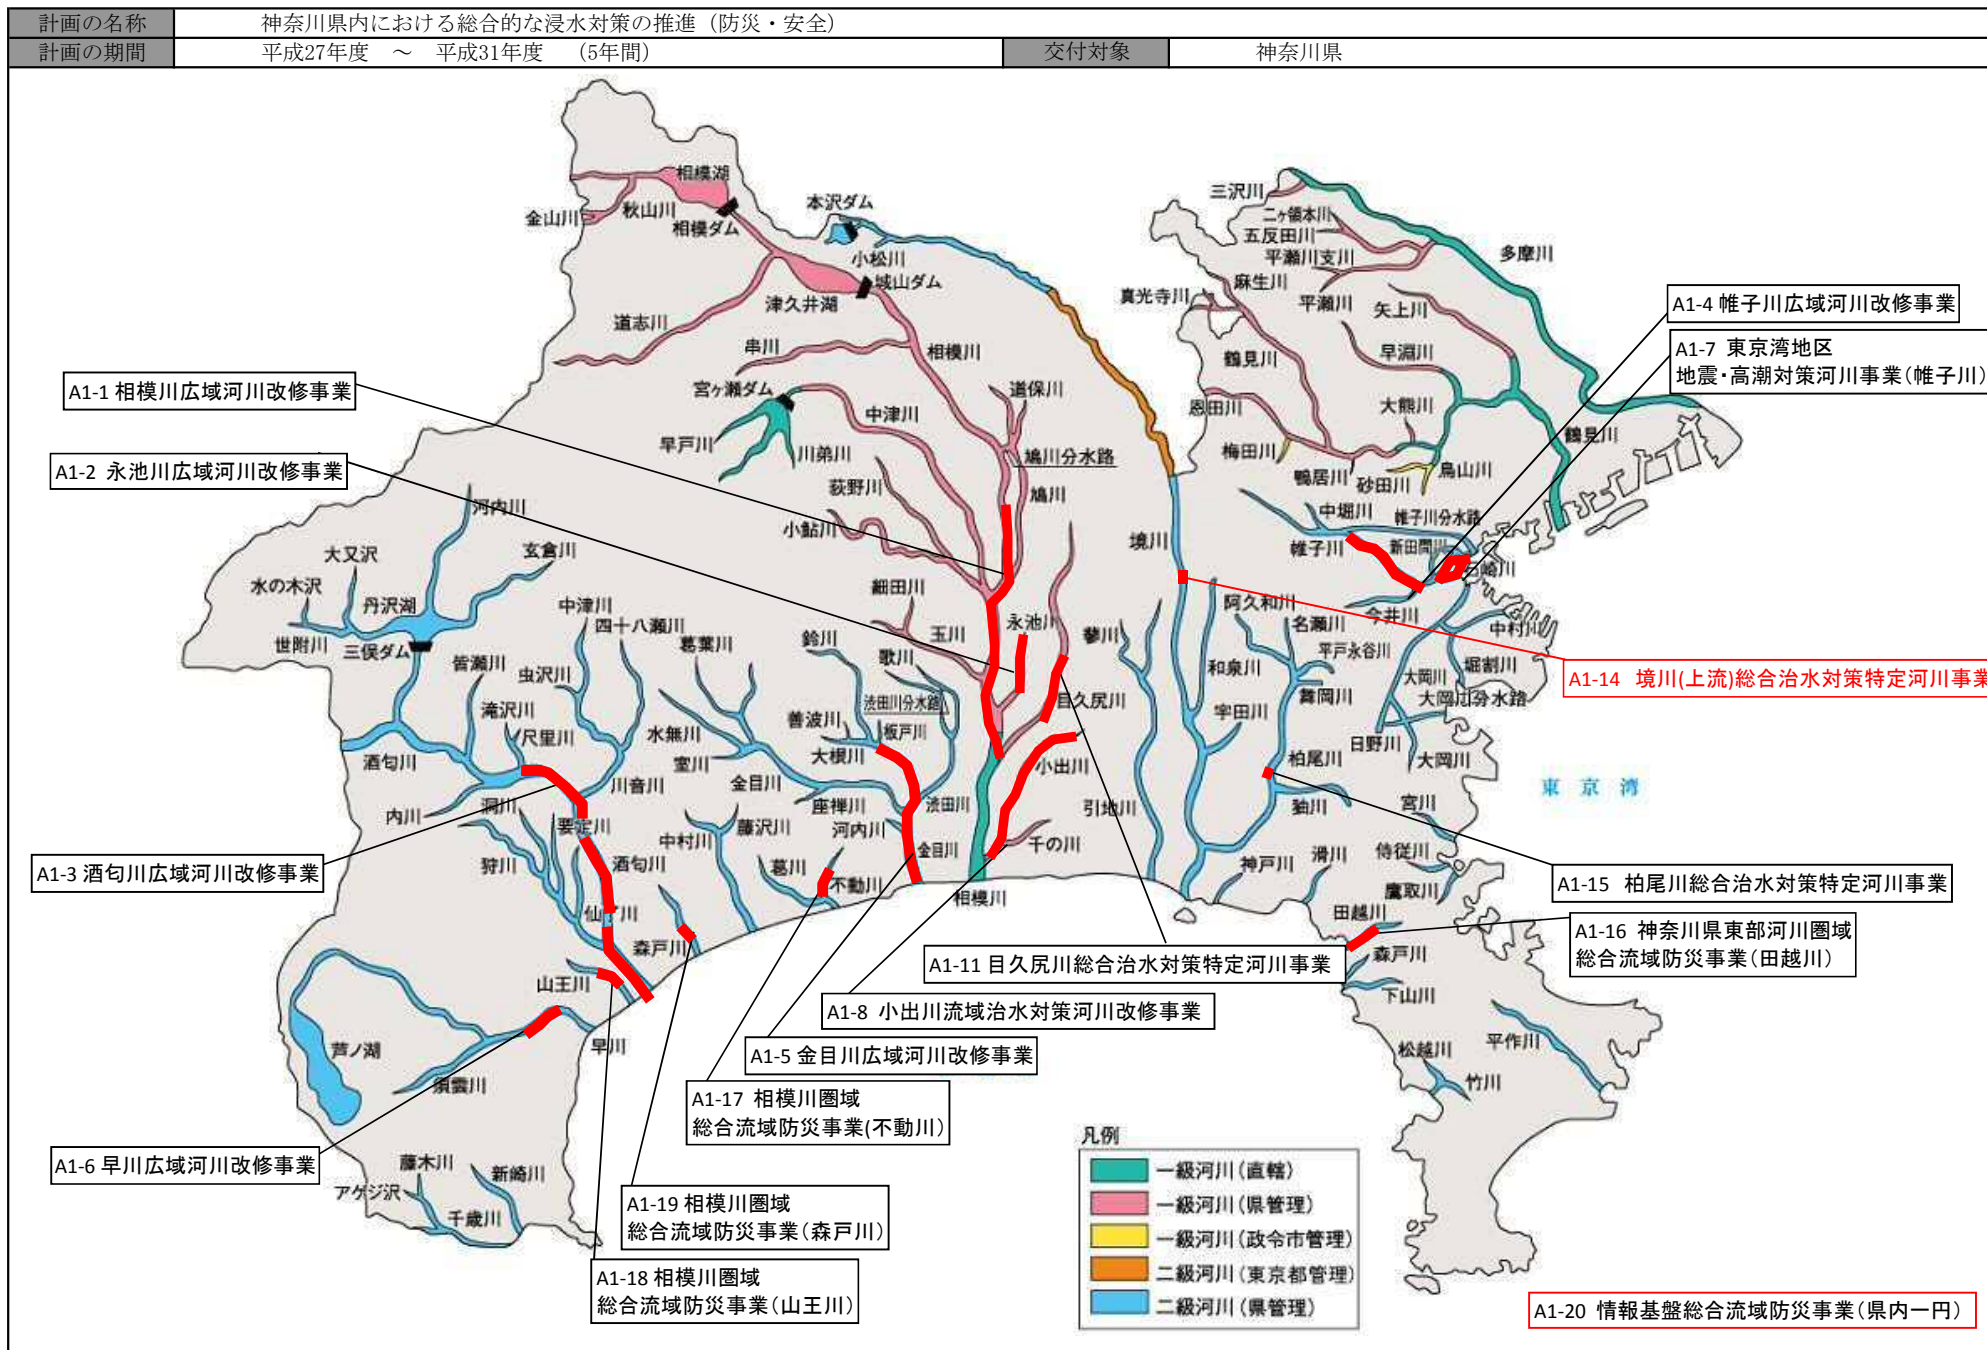 計画の名称 神奈川県内における総合的な浸水対策の推進（防災・安全）
計画の期間 平成27年度 ～ 平成31年度 （5年間） 交付対象 神奈川県
相模湖
金山川
秋山川
相模ダム
本沢ダム
小松川
城山ダム
津久井湖
道志川
串川
相模川
宮ヶ瀬ダム
中津川
道保川
早戸川
川弟川
鳩川分水路
荻野川
鳩川
小鮎川
三沢川
二ヶ領本川
五反田川
平瀬川支川
多摩川
麻生川
真光寺川
平瀬川
矢上川
鶴見川
早淵川
恩田川
大熊川
梅田川
鶴見川
鴨居川
砂田川
鳥山川
A1-4 帷子川広域河川改修事業
A1-7 東京湾地区
地震・高潮対策河川事業（帷子川）
A1-1 相模川広域河川改修事業
A1-2 永池川広域河川改修事業
河内川
大又沢
玄倉川
水の木沢
丹沢湖
世附川
三保ダム
中津川
四十八瀬川
皆瀬川
虫沢川
葛葉川
滝沢川
尺里川
水無川
室川
酒匂川
川音川
金目川
内川
洞川
要定川
細田川
玉川
鈴川
歌川
渋田川分水路
善波川
板戸川
大根川
永池川
目久尻川
座禅川
渋田川
小出川
引地川
蓼川
境川
中堀川
帷子川分水路
帷子川
新田間川
石崎川
今井川
中村川
阿久和川
名瀬川
平戸永谷川
和泉川
大岡川
堀割川
舞岡川
大岡川分水路
宇田川
日野川
大岡川
柏尾川
東京湾
A1-14 境川(上流)総合治水対策特定河川事業
狩川
酒匂川
中村川
藤沢川
河内川
金目川
千の川
葛川
不動川
相模川
仙了川
森戸川
山王川
早川
芦ノ湖
須雲川
藤木川
新崎川
アゲジ沢
千歳川
㹨川
宮川
神戸川
滑川
侍従川
鷹取川
田越川
森戸川
下山川
松越川
平作川
竹川
A1-3 酒匂川広域河川改修事業
A1-15 柏尾川総合治水対策特定河川事業
A1-16 神奈川県東部河川圏域
総合流域防災事業（田越川）
A1-11 目久尻川総合治水対策特定河川事業
A1-8 小出川流域治水対策河川改修事業
A1-5 金目川広域河川改修事業
A1-17 相模川圏域
総合流域防災事業(不動川）
A1-6 早川広域河川改修事業
A1-19 相模川圏域
総合流域防災事業（森戸川）
A1-18 相模川圏域
総合流域防災事業（山王川）
凡例
一級河川（直轄）
一級河川（県管理）
一級河川（政令市管理）
二級河川（東京都管理）
二級河川（県管理）
A1-20 情報基盤総合流域防災事業（県内一円）